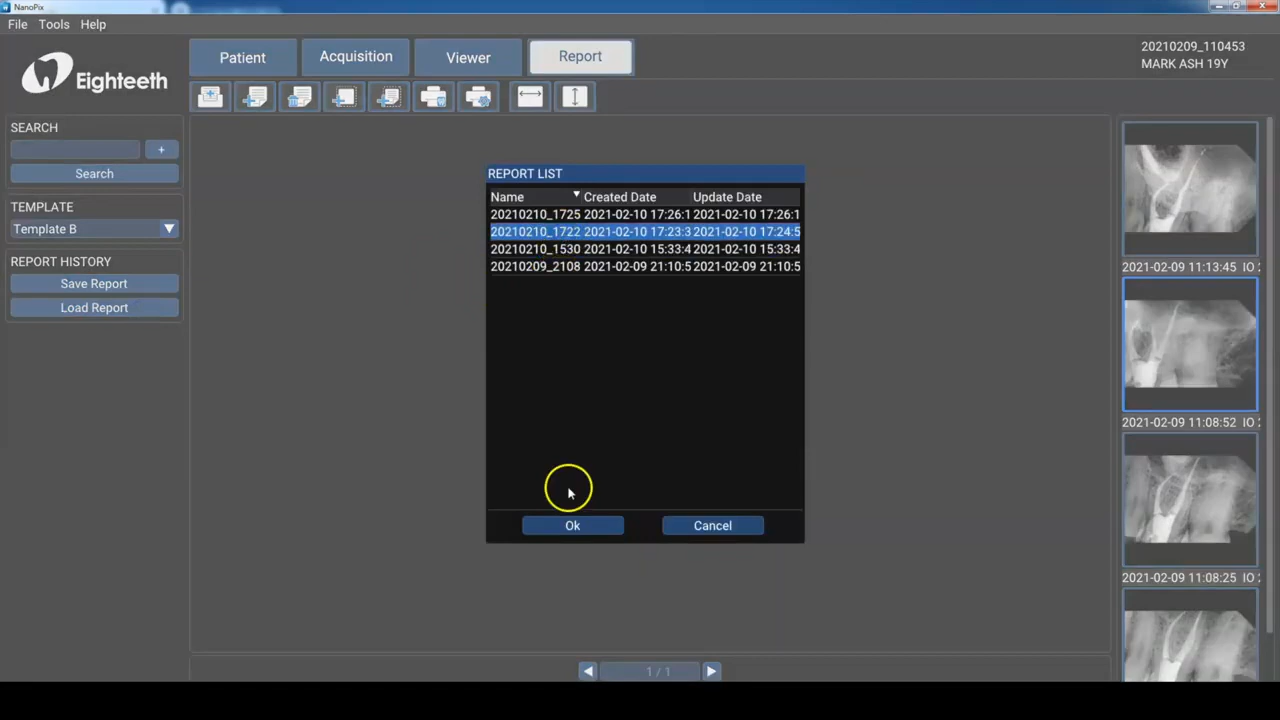 NanoPix
File Tools Help
Eighteeth
Patient
Acquisition
Viewer
Report
20210209_110453
MARK ASH 19Y
SEARCH
+
Search
TEMPLATE
Template B
REPORT HISTORY
Save Report
Load Report
REPORT LIST
Name Created Date Update Date
20210210_1725 2021-02-10 17:26:1 2021-02-10 17:26:1
20210210_1722 2021-02-10 17:23:3 2021-02-10 17:24:5
20210210_1530 2021-02-10 15:33:4 2021-02-10 15:33:4
20210209_2108 2021-02-09 21:10:5 2021-02-09 21:10:5
Ok
Cancel
2021-02-09 11:13:45 IO
2021-02-09 11:08:52 IO
2021-02-09 11:08:25 IO
1 / 1